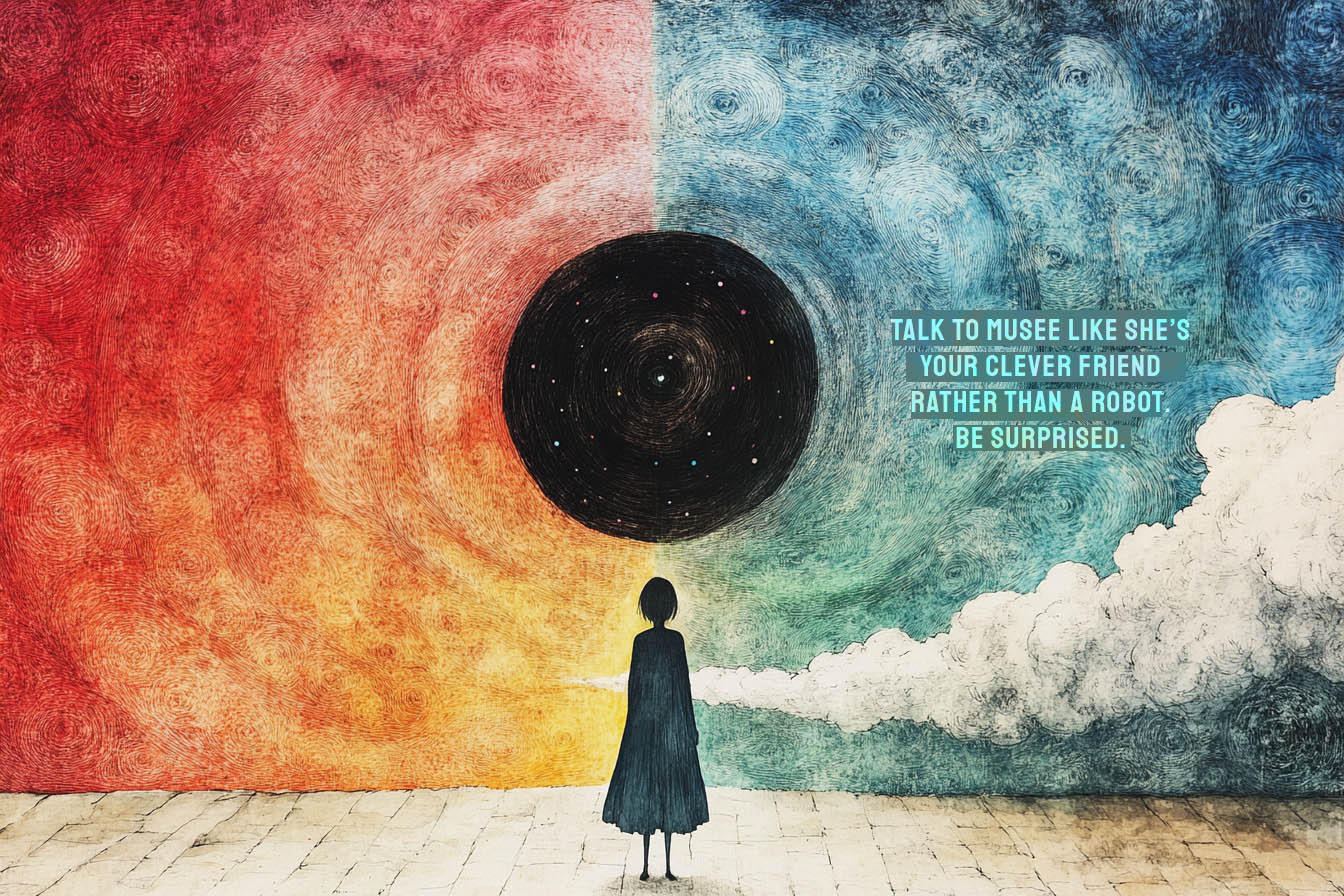 TALK TO MUSEE LIKE SHE'S
YOUR CLEVER FRIEND
RATHER THAN A ROBOT.
BE SURPRISED.